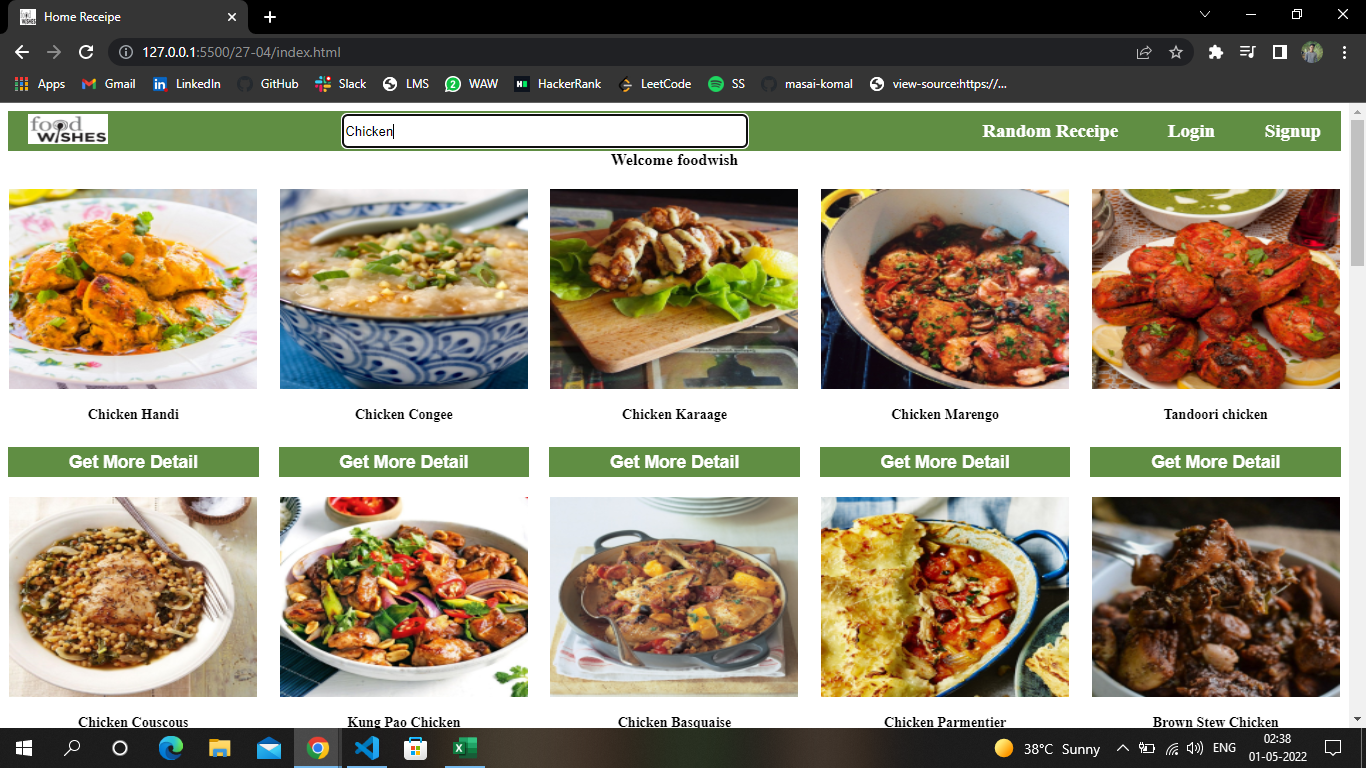 Home Receipe
127.0.0.1:5500/27-04/index.html
Apps Gmail LinkedIn GitHub Slack LMS WAW HackerRank LeetCode SS masai-komal view-source:https://...
food WISHES
Chicken
Random Receipe Login Signup
Welcome foodwish
Chicken Handi Chicken Congee Chicken Karaage Chicken Marengo Tandoori chicken
Get More Detail Get More Detail Get More Detail Get More Detail Get More Detail
Chicken Couscous Kung Pao Chicken Chicken Basquaise Chicken Parmentier Brown Stew Chicken
38°C Sunny ENG
02:38
01-05-2022